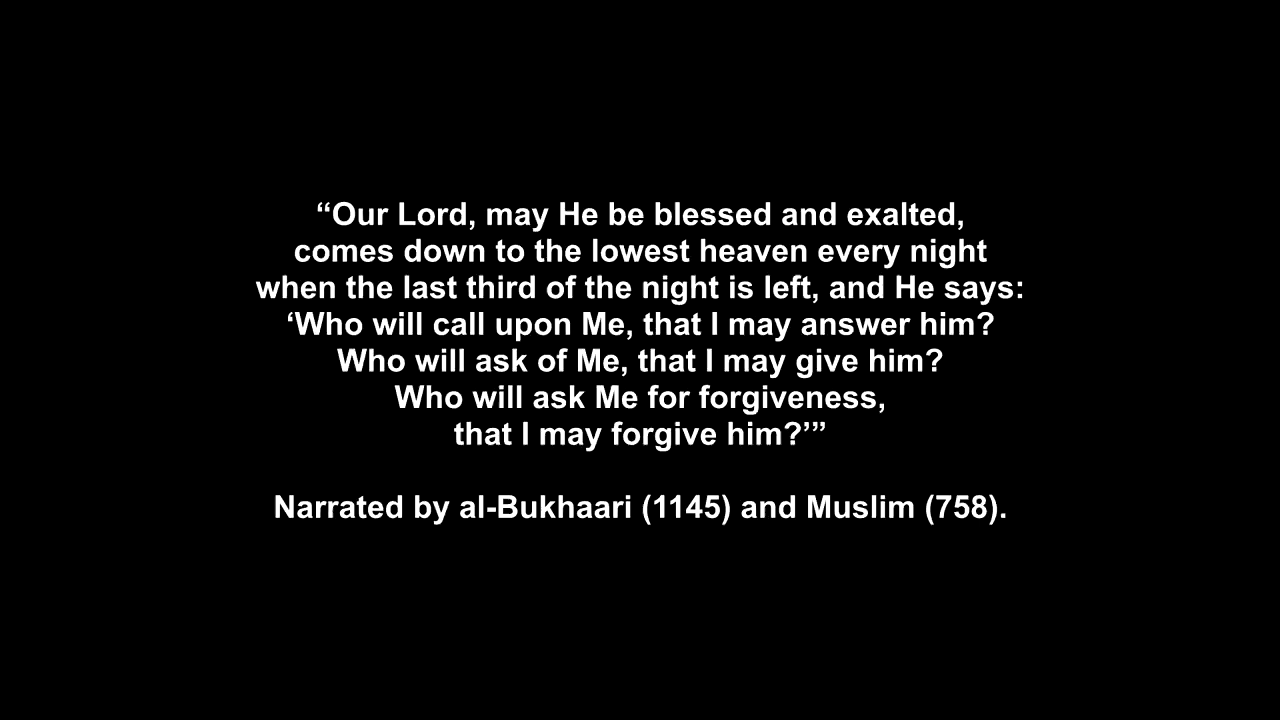 “Our Lord, may He be blessed and exalted,
comes down to the lowest heaven every night
when the last third of the night is left, and He says:
‘Who will call upon Me, that I may answer him?
Who will ask of Me, that I may give him?
Who will ask Me for forgiveness,
that I may forgive him?’”
Narrated by al-Bukhaari (1145) and Muslim (758).